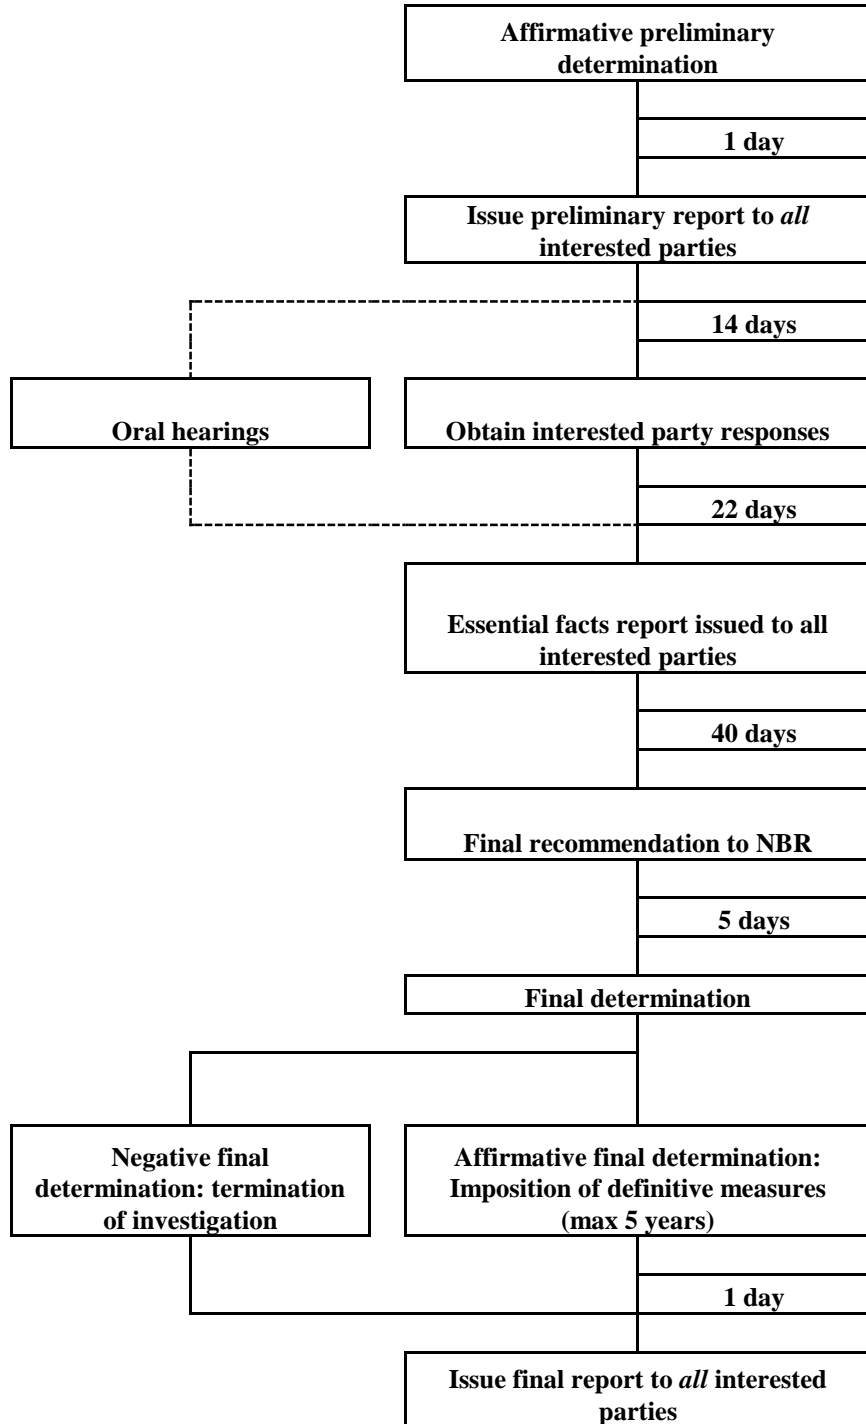 Affirmative preliminary
determination
1 day
Issue preliminary report to all
interested parties
14 days
Oral hearings
Obtain interested party responses
22 days
Essential facts report issued to all
interested parties
40 days
Final recommendation to NBR
5 days
Final determination
Negative final
determination: termination
of investigation
Affirmative final determination:
Imposition of definitive measures
(max 5 years)
1 day
Issue final report to all interested
parties